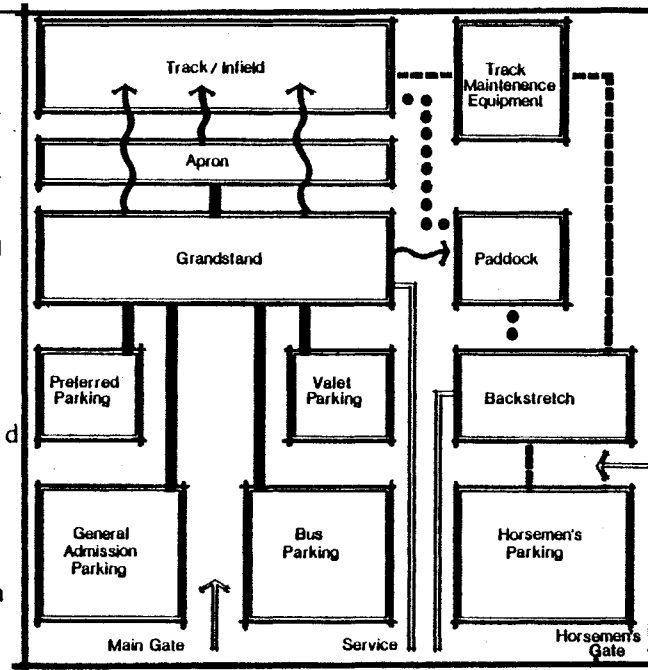 Track / Infield
Track
Maintenence
Equipment
Apron
Grandstand
Paddock
Preferred
Parking
Valet
Parking
Backstretch
d
General
Admission
Parking
Bus
Parking
Horsemen's
Parking
Main Gate
Service
Horsemen's
Gate